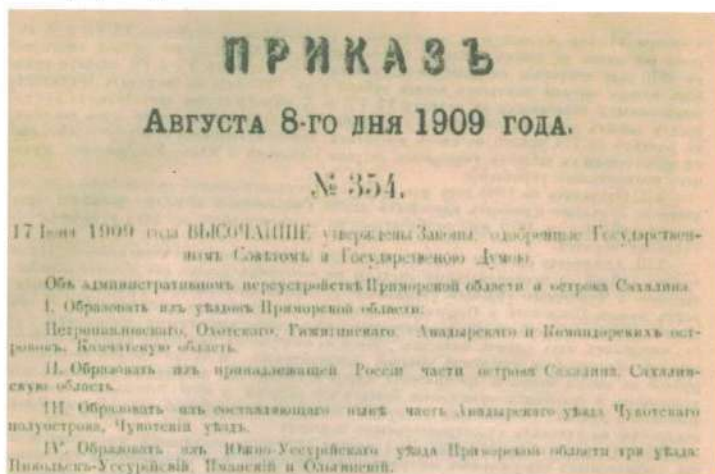 ПРИКАЗЪ
Августа 8-го дня 1909 года.
№ 354.
17 Іюня 1909 года ВЫСОЧАЙШЕ утверждены Законы, одобренные Государствен-
нымъ Совѣтомъ и Государственою Думою.
Объ административномъ переустройствѣ Приморской области и острова Сахалина.
I. Образовать изъ уѣздовъ Приморской области:
Петропавловскаго, Охотскаго, Гижигинскаго, Анадырскаго и Командорскихъ ост-
рововъ, Камчатскую область.
II. Образовать изъ принадлежащей Россіи части острова Сахалина, Сахалин-
скую область.
III. Образовать изъ составляющаго нынѣ часть Анадырскаго уѣзда Чукотскаго
полуострова, Чукотскій уѣздъ.
IV. Образовать изъ Южно-Уссурійскаго уѣзда Приморской области три уѣзда:
Никольскъ-Уссурійскій, Иманскій и Ольгинскій.